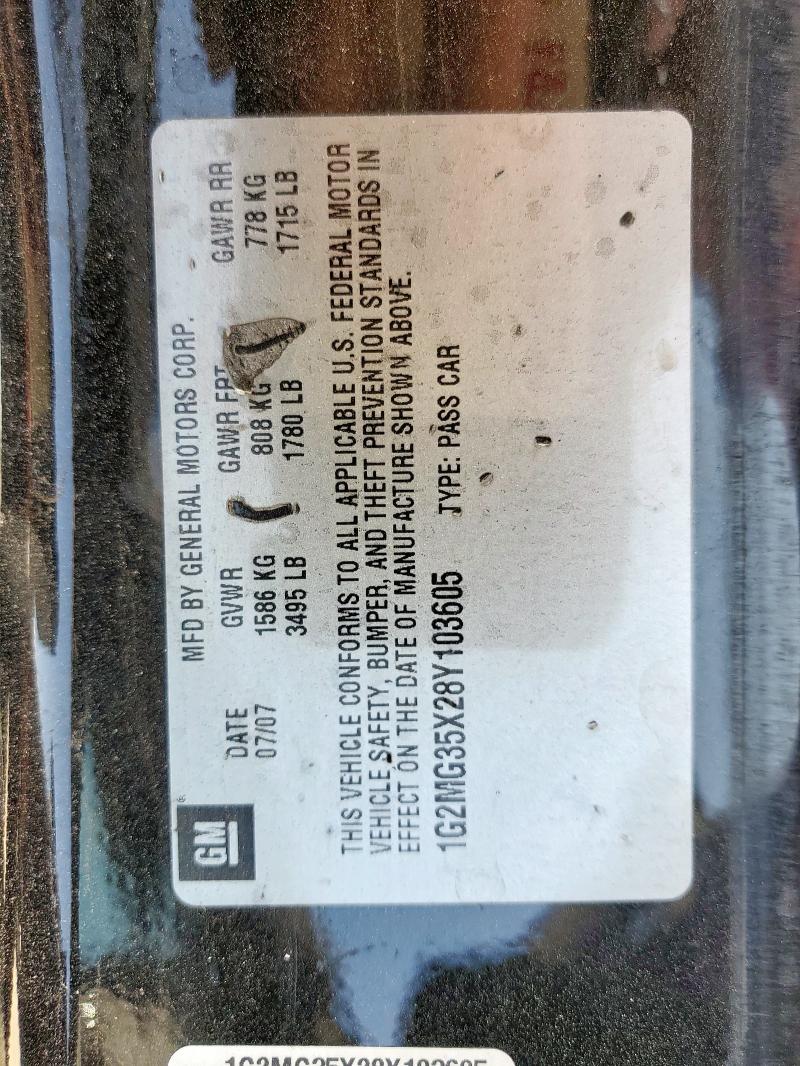 GM
MFD BY GENERAL MOTORS CORP.
DATE GVWR GAWR FRT GAWR RR
07/07 1586 KG 808 KG 778 KG
3495 LB 1780 LB 1715 LB
THIS VEHICLE CONFORMS TO ALL APPLICABLE U.S. FEDERAL MOTOR
VEHICLE SAFETY, BUMPER, AND THEFT PREVENTION STANDARDS IN
EFFECT ON THE DATE OF MANUFACTURE SHOWN ABOVE.
1G2MG35X28Y103605 TYPE: PASS CAR
1G2MG35X28Y103605